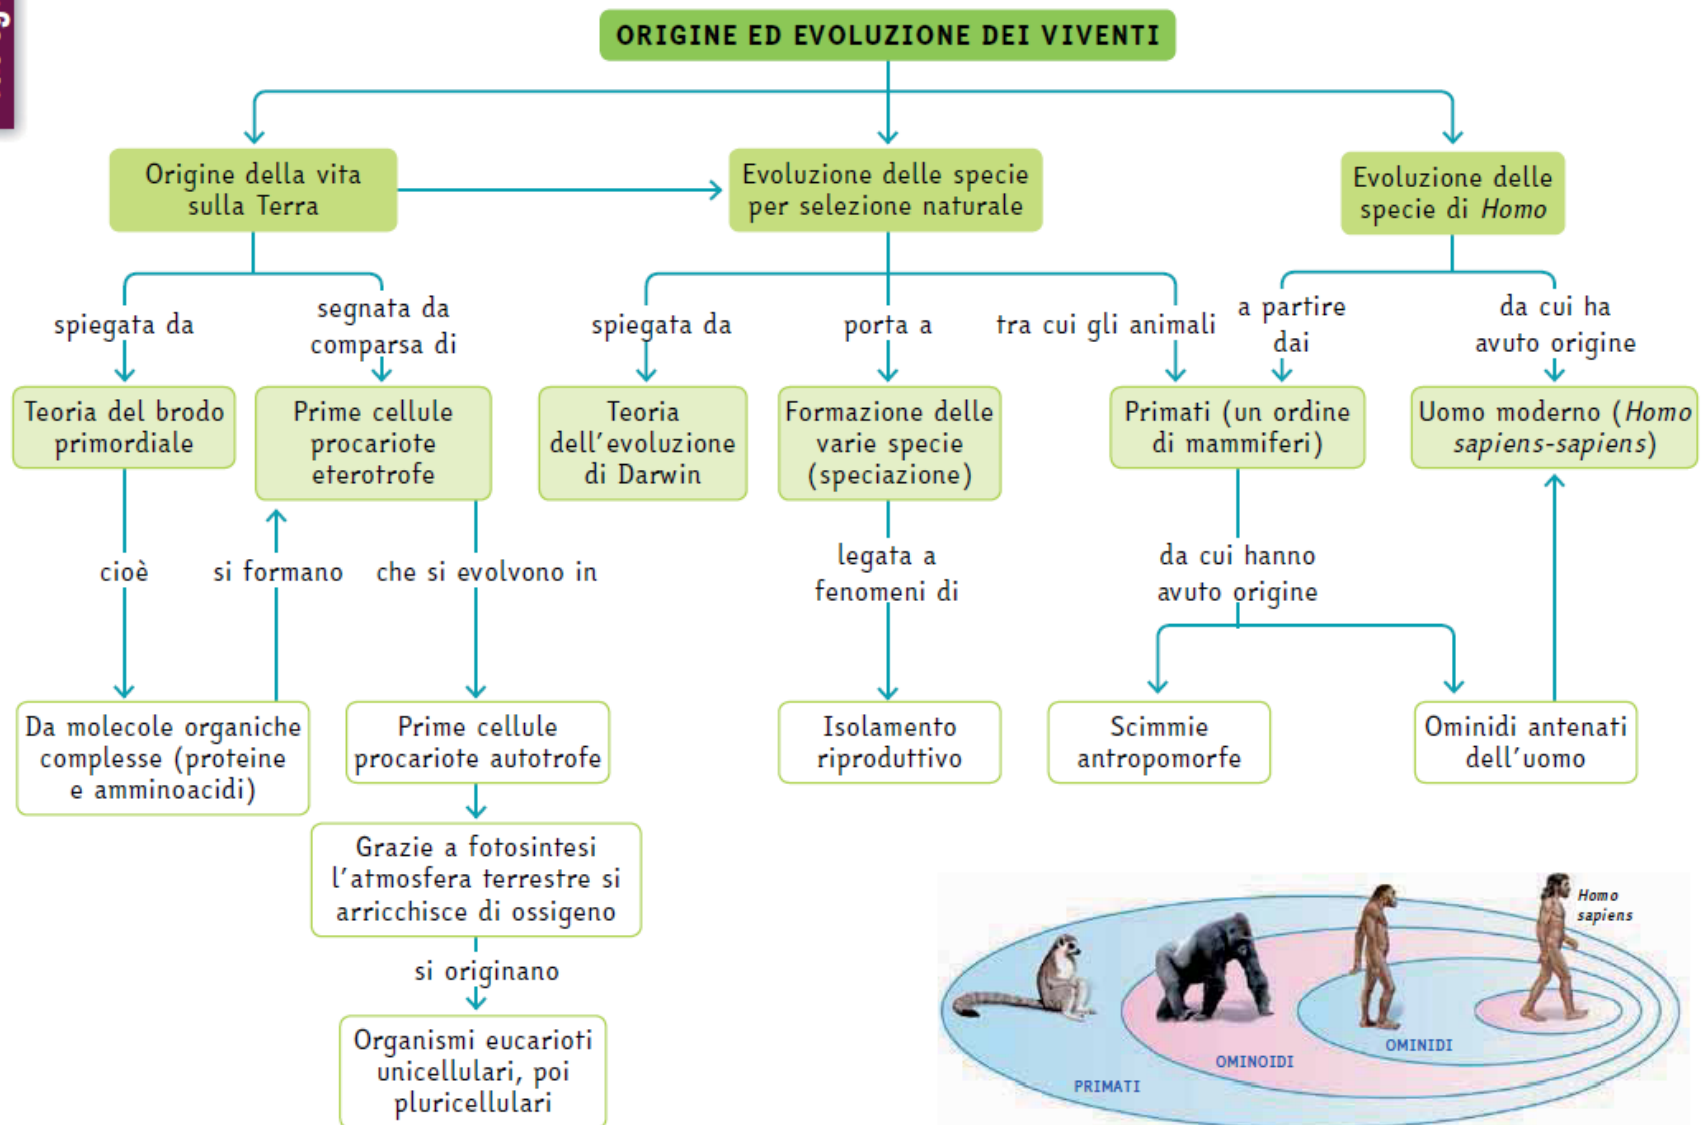 ORIGINE ED EVOLUZIONE DEI VIVENTI
Origine della vita
sulla Terra
Evoluzione delle specie
per selezione naturale
Evoluzione delle
specie di Homo
spiegata da
segnata da
comparsa di
spiegata da
porta a
tra cui gli animali
a partire
dai
da cui ha
avuto origine
Teoria del brodo
primordiale
Prime cellule
procariote
eterotrofe
Teoria
dell'evoluzione
di Darwin
Formazione delle
varie specie
(speciazione)
Primati (un ordine
di mammiferi)
Uomo moderno (Homo
sapiens-sapiens)
cioè
si formano
che si evolvono in
legata a
fenomeni di
da cui hanno
avuto origine
Da molecole organiche
complesse (proteine
e amminoacidi)
Prime cellule
procariote autotrofe
Isolamento
riproduttivo
Scimmie
antropomorfe
Ominidi antenati
dell'uomo
Grazie a fotosintesi
l'atmosfera terrestre si
arricchisce di ossigeno
si originano
Organismi eucarioti
unicellulari, poi
pluricellulari
Homo
sapiens
OMINIDI
OMINOIDI
PRIMATI